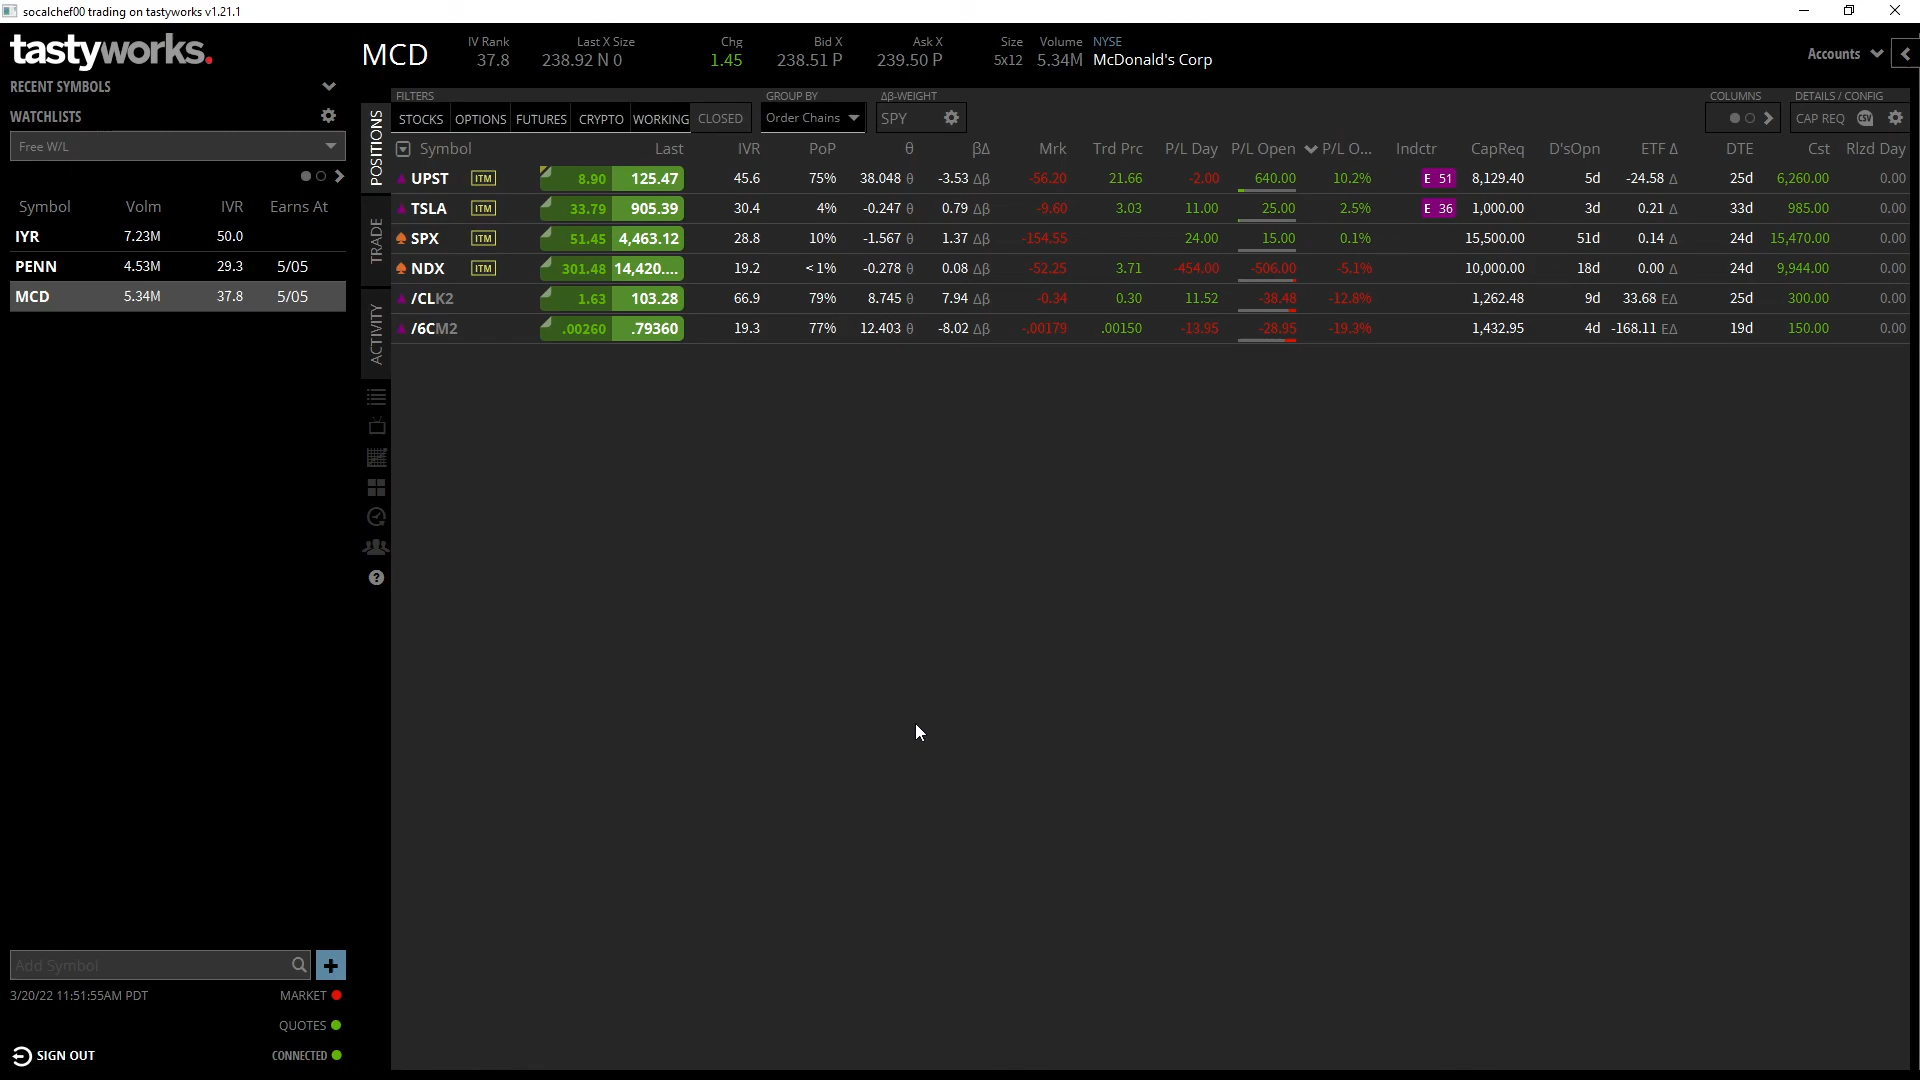 socalchef00 trading on tastyworks v1.21.1
tastyworks.
MCD
IV Rank 37.8
Last X Size 238.92 N 0
Chg 1.45
Bid X 238.51 P
Ask X 239.50 P
Size 5x12
Volume 5.34M
NYSE McDonald's Corp
Accounts
RECENT SYMBOLS
WATCHLISTS
Free W/L
Symbol Volm IVR Earns At
IYR 7.23M 50.0
PENN 4.53M 29.3 5/05
MCD 5.34M 37.8 5/05
POSITIONS
TRADE
ACTIVITY
FILTERS GROUP BY Δβ-WEIGHT COLUMNS DETAILS / CONFIG
STOCKS OPTIONS FUTURES CRYPTO WORKING CLOSED Order Chains SPY CAP REQ CSV
Symbol Last IVR PoP θ βΔ Mrk Trd Prc P/L Day P/L Open P/L O... Indctr CapReq D'sOpn ETF Δ DTE Cst Rlzd Day
UPST ITM 8.90 125.47 45.6 75% 38.048 θ -3.53 Δβ -56.20 21.66 -2.00 640.00 10.2% E 51 8,129.40 5d -24.58 Δ 25d 6,260.00 0.00
TSLA ITM 33.79 905.39 30.4 4% -0.247 θ 0.79 Δβ -9.60 3.03 11.00 25.00 2.5% E 36 1,000.00 3d 0.21 Δ 33d 985.00 0.00
SPX ITM 51.45 4,463.12 28.8 10% -1.567 θ 1.37 Δβ -154.55 24.00 15.00 0.1% 15,500.00 51d 0.14 Δ 24d 15,470.00 0.00
NDX ITM 301.48 14,420.... 19.2 <1% -0.278 θ 0.08 Δβ -52.25 3.71 -454.00 -506.00 -5.1% 10,000.00 18d 0.00 Δ 24d 9,944.00 0.00
/CLK2 1.63 103.28 66.9 79% 8.745 θ 7.94 Δβ -0.34 0.30 11.52 -38.48 -12.8% 1,262.48 9d 33.68 EΔ 25d 300.00 0.00
/6CM2 .00260 .79360 19.3 77% 12.403 θ -8.02 Δβ -.00179 .00150 -13.95 -28.95 -19.3% 1,432.95 4d -168.11 EΔ 19d 150.00 0.00
?
Add Symbol +
3/20/22 11:51:55AM PDT MARKET
QUOTES
SIGN OUT CONNECTED